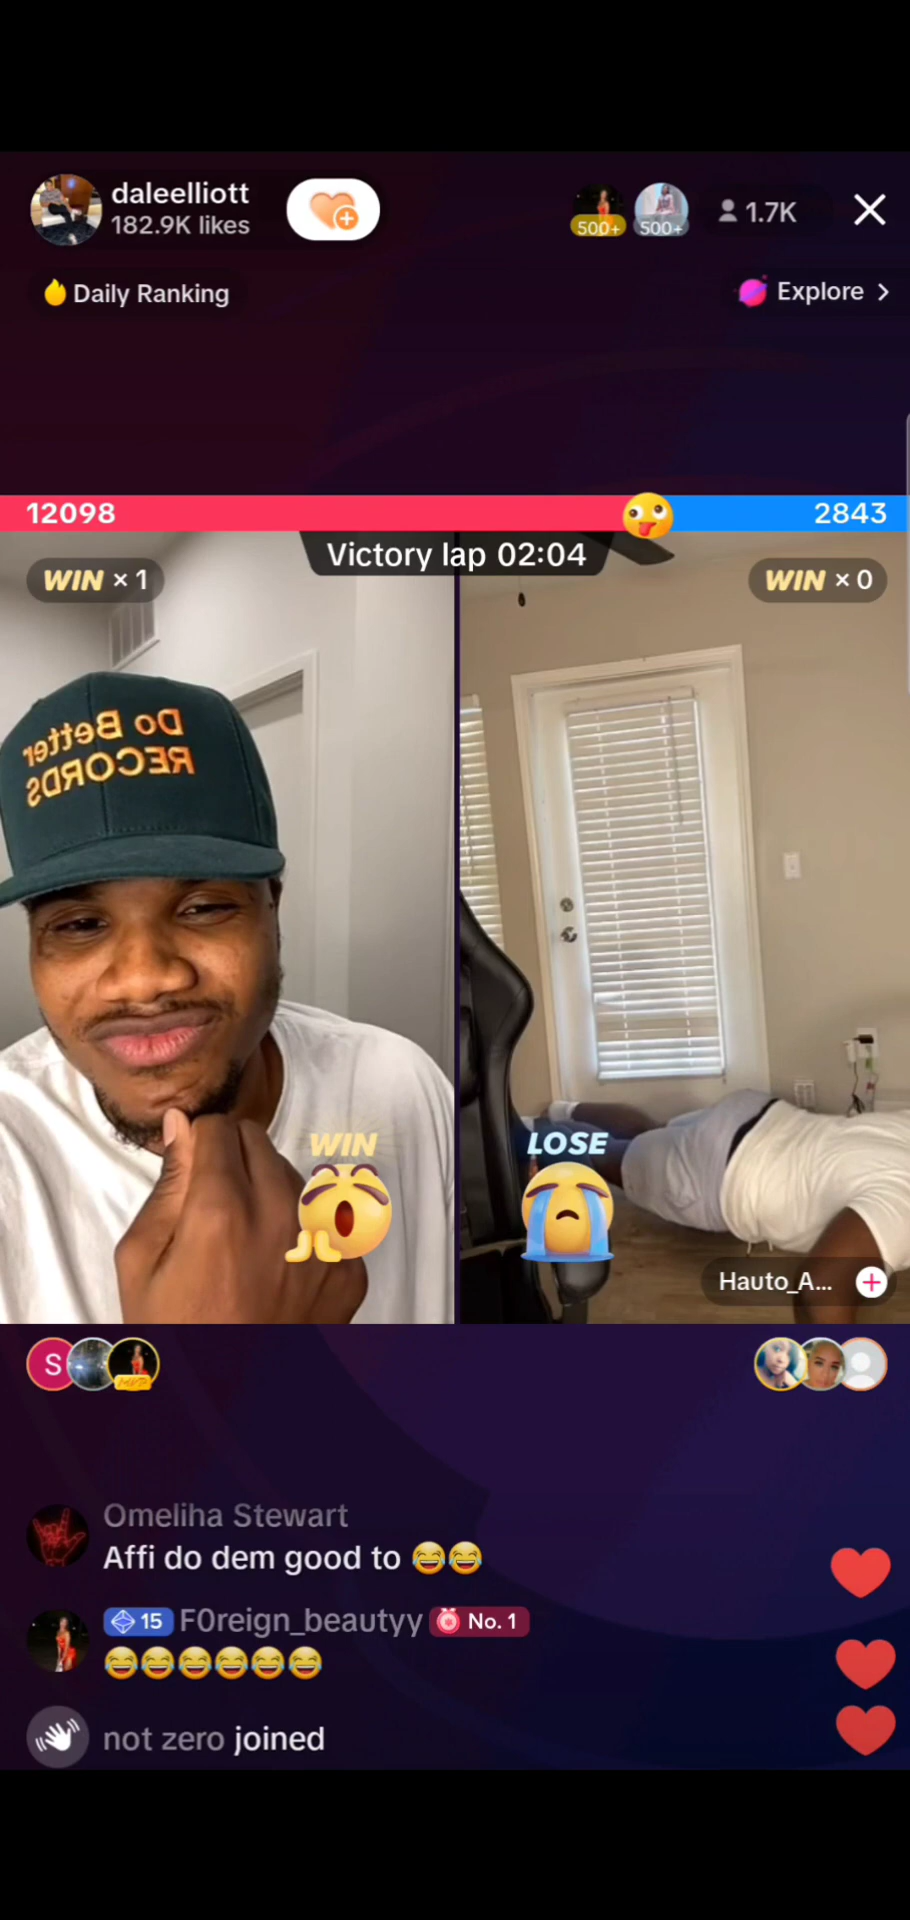 daleelliott
182.9K likes
500+
500+
1.7K
Daily Ranking
Explore >
12098
2843
Victory lap 02:04
WIN × 1
WIN × 0
Do Better
RECORDS
WIN
LOSE
Hauto_A...
S
Omeliha Stewart
Affi do dem good to 😂😂
15 F0reign_beautyy No. 1
😂😂😂😂😂😂
not zero joined